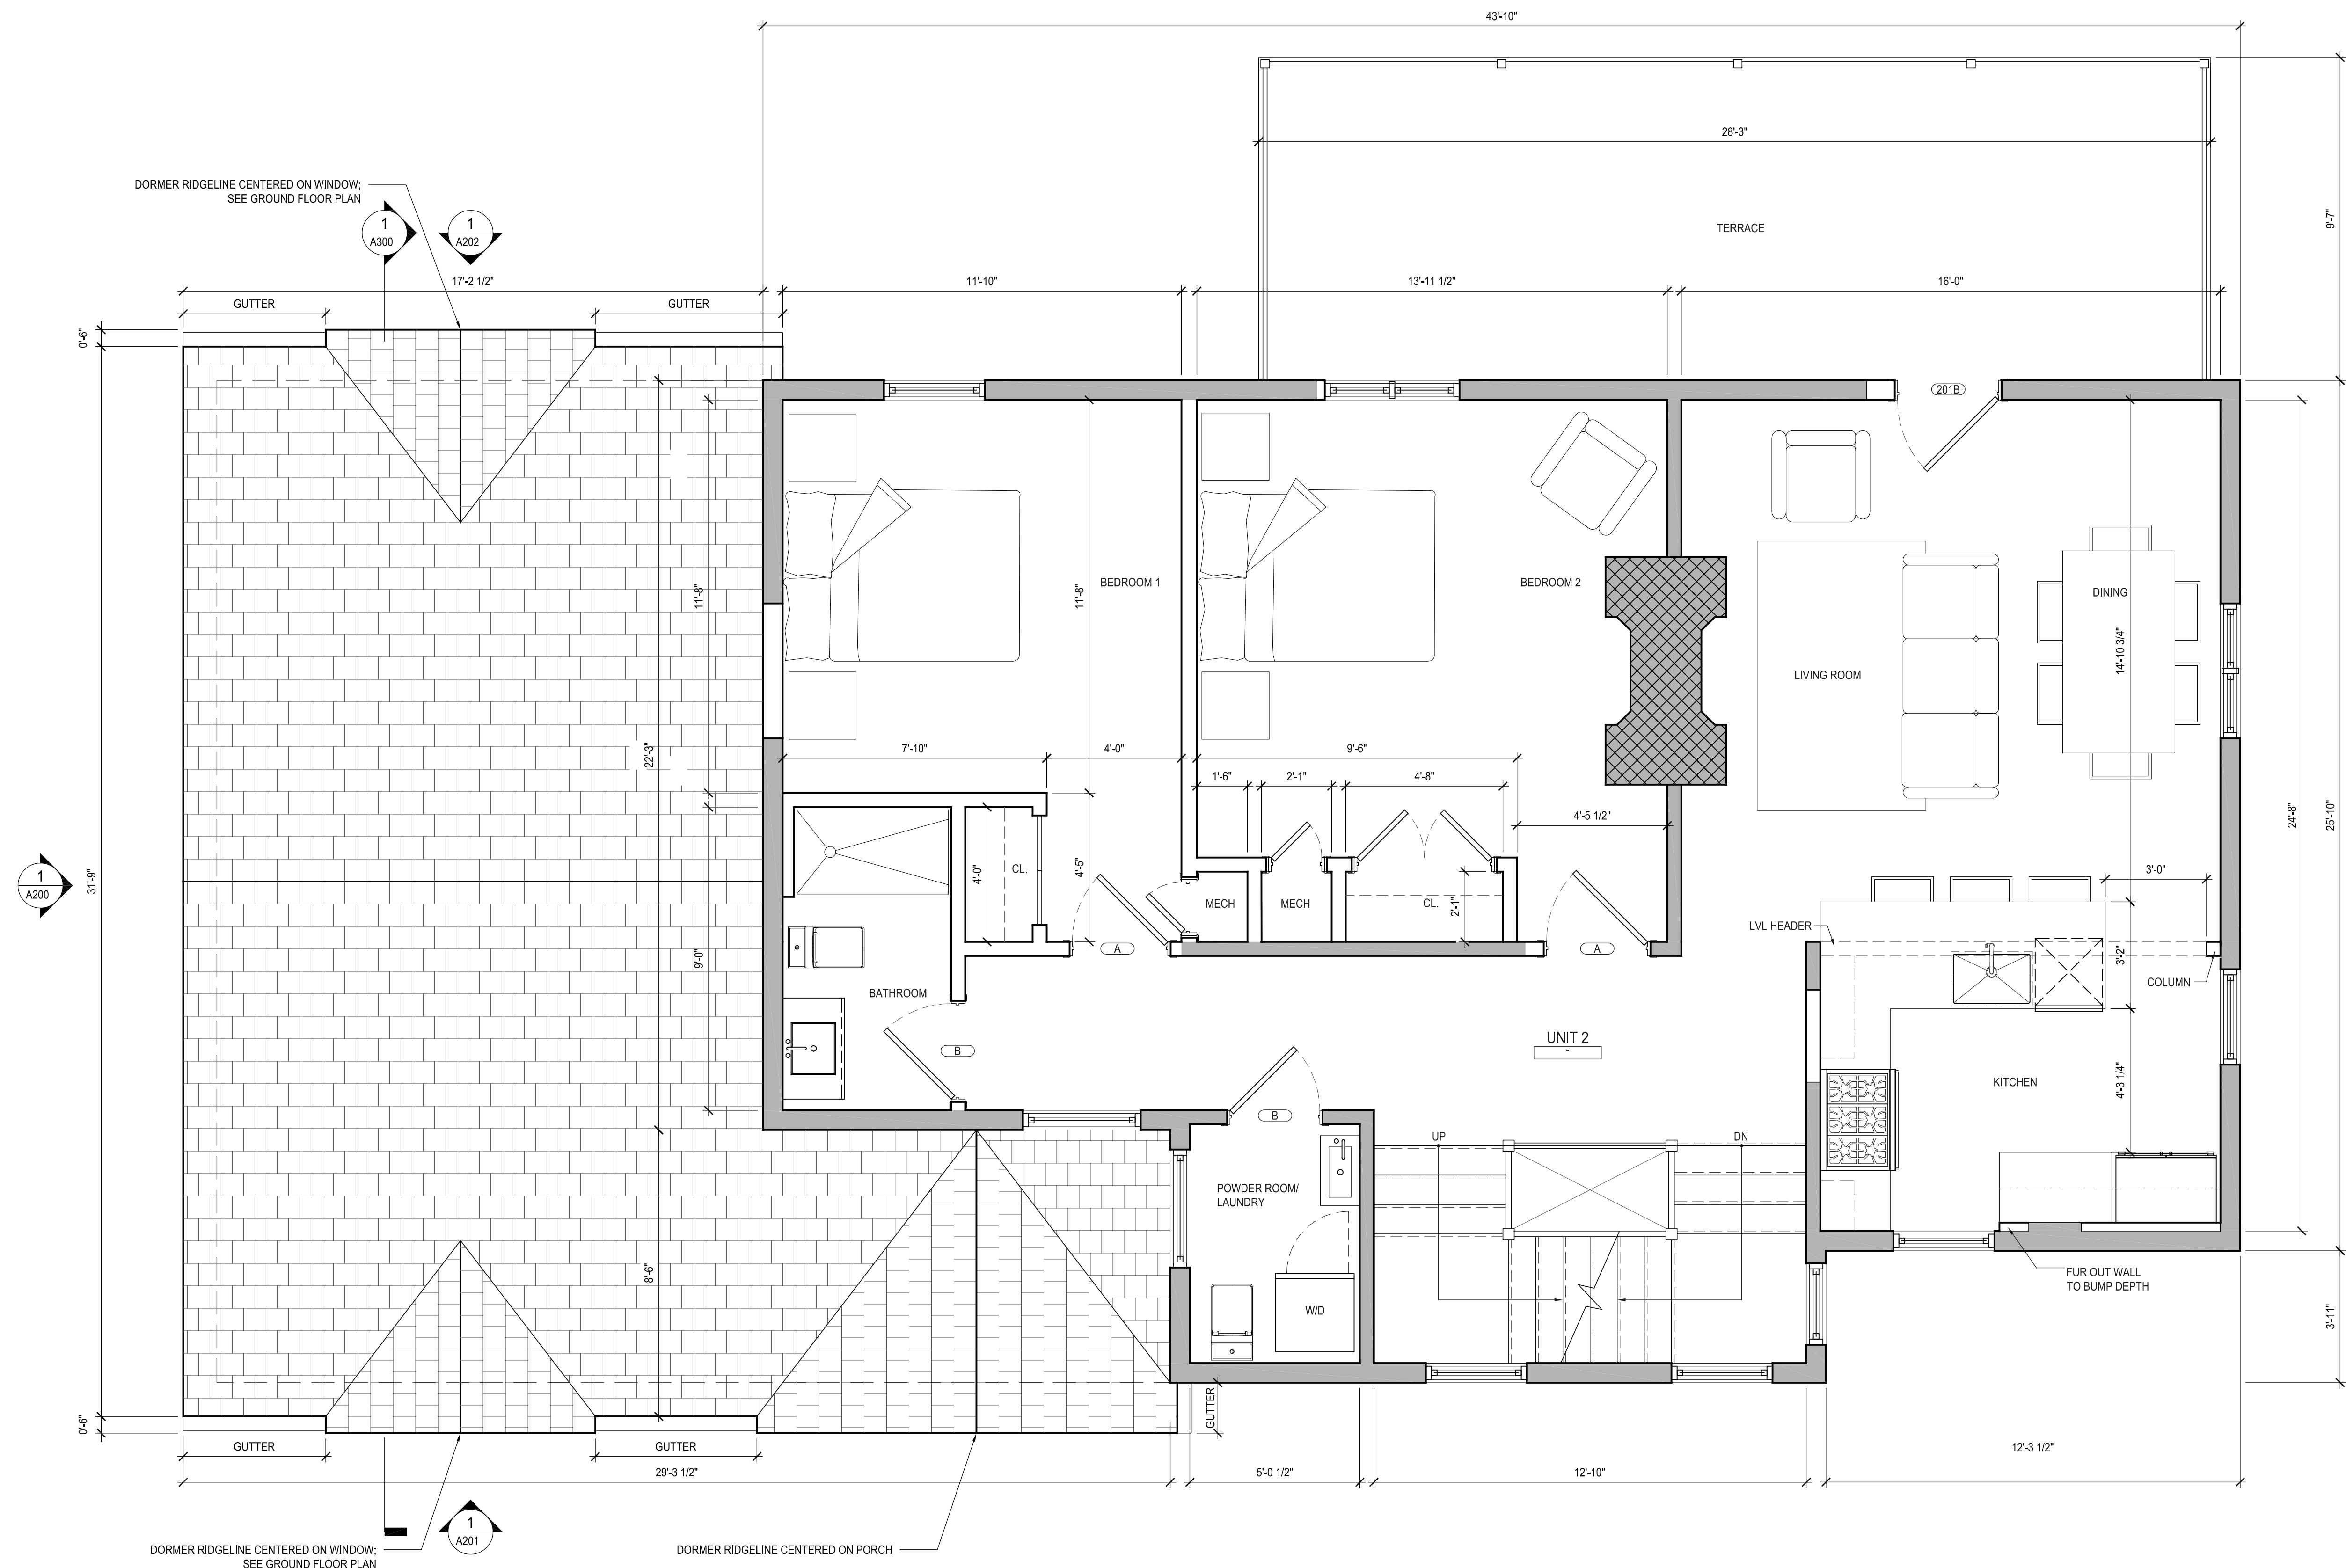 43'-10"
28'-3"
DORMER RIDGELINE CENTERED ON WINDOW;
SEE GROUND FLOOR PLAN
1
A300
1
A202
TERRACE
9'-7"
17'-2 1/2"
11'-10"
13'-11 1/2"
16'-0"
GUTTER
GUTTER
0'-6"
201B
11'-8"
11'-8"
BEDROOM 1
BEDROOM 2
DINING
14'-10 3/4"
LIVING ROOM
22'-3"
7'-10"
4'-0"
9'-6"
1'-6"
2'-1"
4'-8"
4'-5 1/2"
24'-8"
25'-10"
1
A200
31'-9"
4'-0"
CL.
4'-5"
MECH
MECH
CL.
2'-1"
3'-0"
LVL HEADER
A
A
9'-0"
3'-2"
COLUMN
BATHROOM
B
UNIT 2
-
KITCHEN
4'-3 1/4"
B
UP
DN
POWDER ROOM/
LAUNDRY
8'-6"
FUR OUT WALL
TO BUMP DEPTH
W/D
3'-11"
GUTTER
0'-6"
GUTTER
GUTTER
29'-3 1/2"
5'-0 1/2"
12'-10"
12'-3 1/2"
1
A201
DORMER RIDGELINE CENTERED ON WINDOW;
SEE GROUND FLOOR PLAN
DORMER RIDGELINE CENTERED ON PORCH